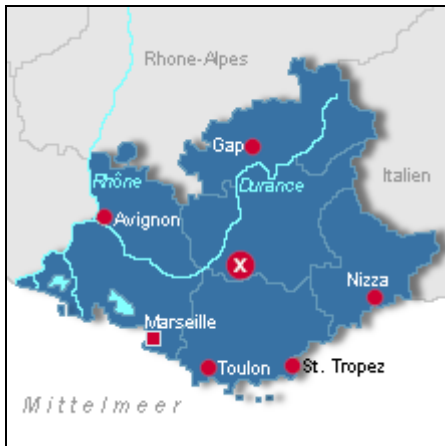 Rhone-Alpes
Gap
Rhône
Durance
Italien
Avignon
X
Nizza
Marseille
Toulon
St. Tropez
Mittelmeer